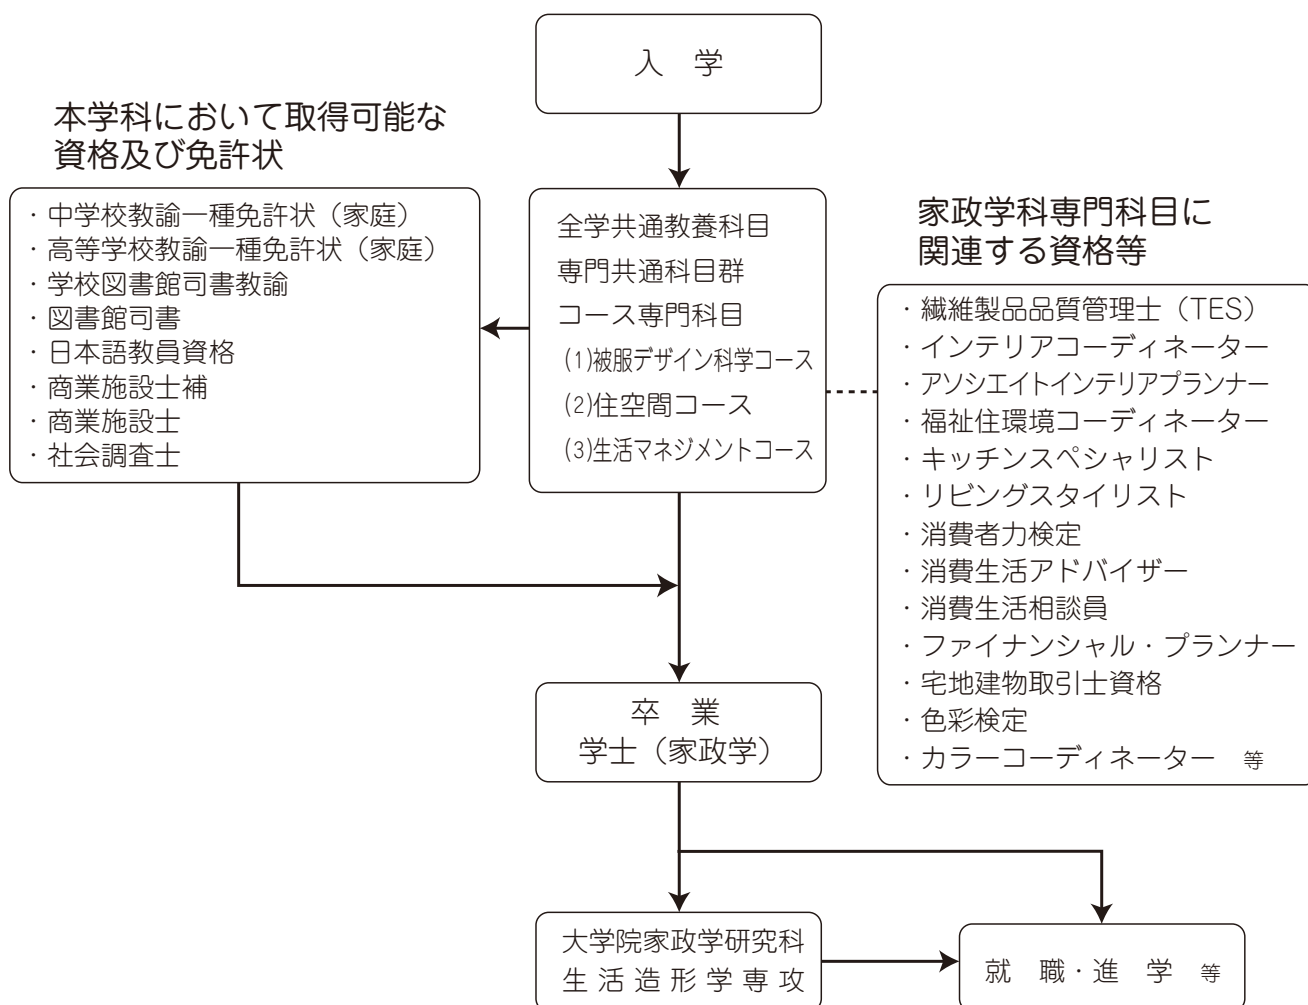 入　学
本学科において取得可能な
資格及び免許状
・中学校教諭一種免許状（家庭）
・高等学校教諭一種免許状（家庭）
・学校図書館司書教諭
・図書館司書
・日本語教員資格
・商業施設士補
・商業施設士
・社会調査士
全学共通教養科目
専門共通科目群
コース専門科目
(1)被服デザイン科学コース
(2)住空間コース
(3)生活マネジメントコース
家政学科専門科目に
関連する資格等
・繊維製品品質管理士（TES）
・インテリアコーディネーター
・アソシエイトインテリアプランナー
・福祉住環境コーディネーター
・キッチンスペシャリスト
・リビングスタイリスト
・消費者力検定
・消費生活アドバイザー
・消費生活相談員
・ファイナンシャル・プランナー
・宅地建物取引士資格
・色彩検定
・カラーコーディネーター　等
卒　業
学士（家政学）
大学院家政学研究科
生活造形学専攻
就　職・進　学　等